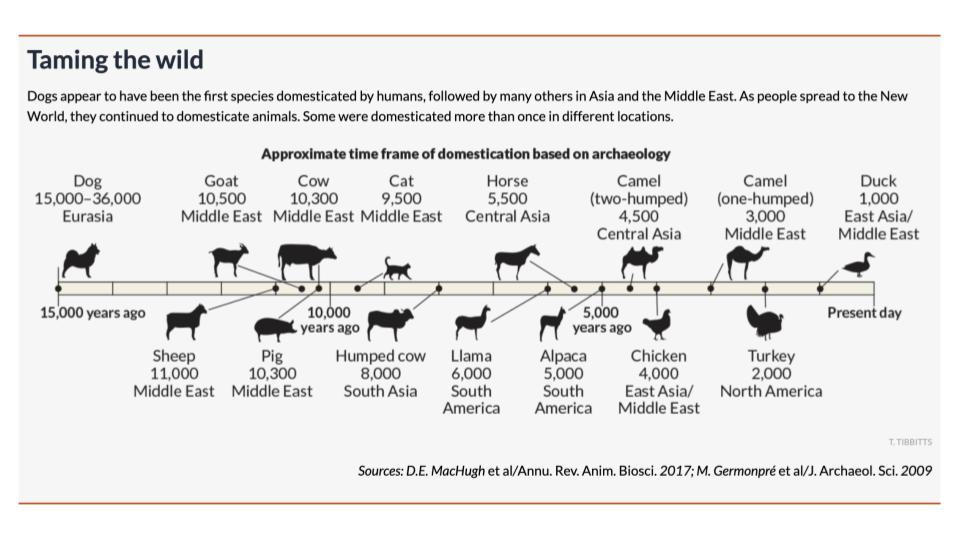 Taming the wild
Dogs appear to have been the first species domesticated by humans, followed by many others in Asia and the Middle East. As people spread to the New
World, they continued to domesticate animals. Some were domesticated more than once in different locations.
Approximate time frame of domestication based on archaeology
Dog
15,000–36,000
Eurasia
Goat
10,500
Middle East
Cow
10,300
Middle East
Cat
9,500
Middle East
Horse
5,500
Central Asia
Camel
(two-humped)
4,500
Central Asia
Camel
(one-humped)
3,000
Middle East
Duck
1,000
East Asia/
Middle East
15,000 years ago
10,000
years ago
5,000
years ago
Present day
Sheep
11,000
Middle East
Pig
10,300
Middle East
Humped cow
8,000
South Asia
Llama
6,000
South
America
Alpaca
5,000
South
America
Chicken
4,000
East Asia/
Middle East
Turkey
2,000
North America
T. TIBBITTS
Sources: D.E. MacHugh et al/Annu. Rev. Anim. Biosci. 2017; M. Germonpré et al/J. Archaeol. Sci. 2009